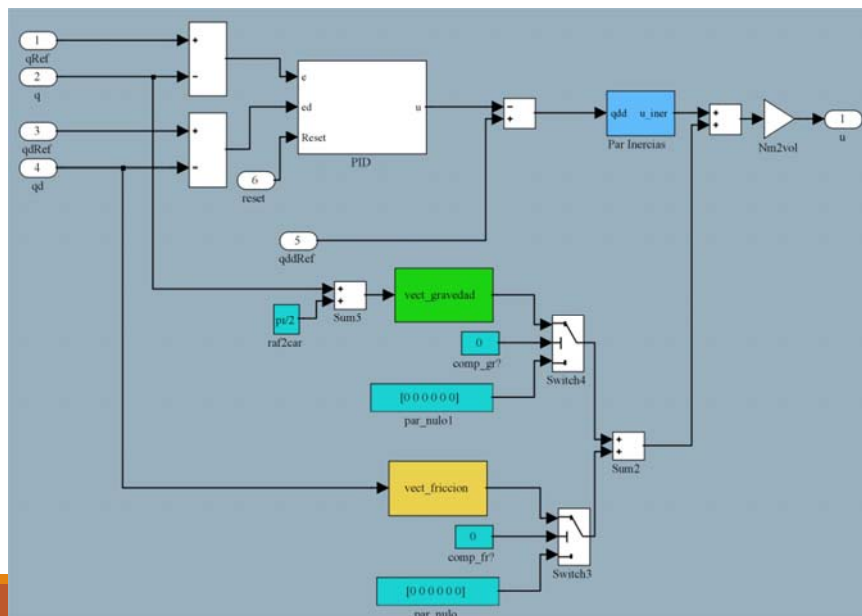 1
qRef
2
q
3
qdRef
4
qd
+
−
+
−
e
ed
Reset
u
PID
6
reset
5
qddRef
−
+
qdd u_iner
Par Inercias
+
+
Nm2vol
1
u
pi/2
raf2car
+
+
Sum5
vect_gravedad
0
comp_gr?
[0 0 0 0 0 0]
par_nulo1
Switch4
+
+
Sum2
vect_friccion
0
comp_fr?
[0 0 0 0 0 0]
par_nulo
Switch3